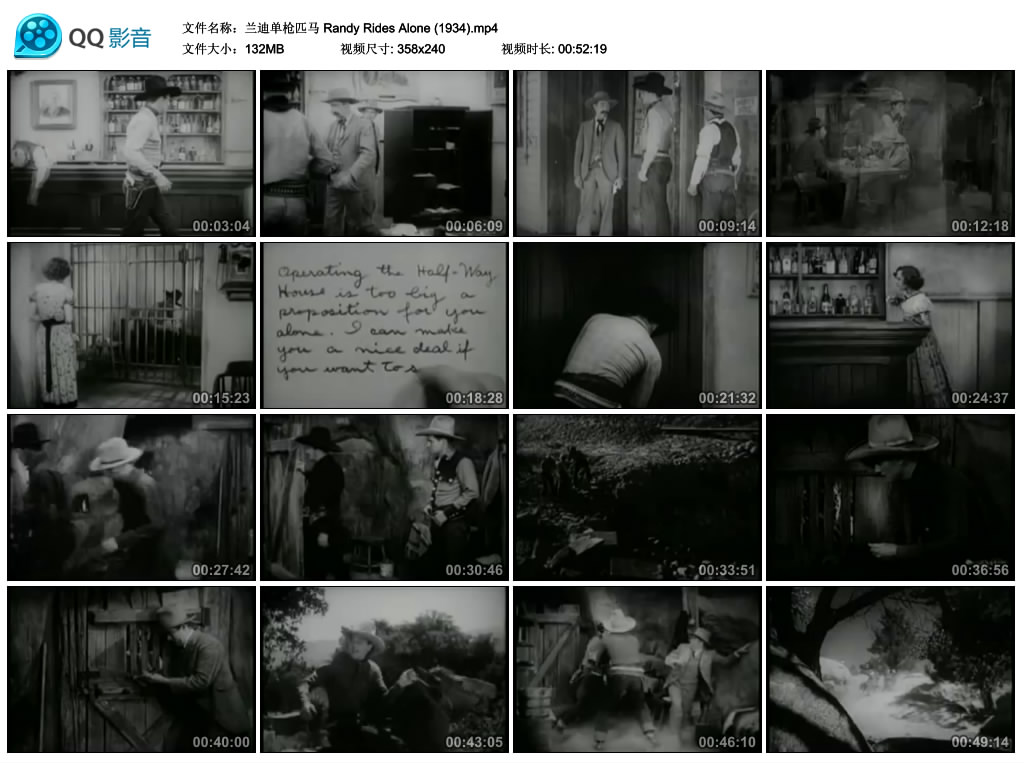 QQ 影音
文件名称：兰迪单枪匹马 Randy Rides Alone (1934).mp4
文件大小：132MB 视频尺寸: 358x240 视频时长: 00:52:19
00:03:04
00:06:09
00:09:14
00:12:18
00:15:23
Operating the Half-Way
House is too big a
proposition for you
alone. I can make
you a nice deal if
you want to s
00:18:28
00:21:32
00:24:37
00:27:42
00:30:46
00:33:51
00:36:56
00:40:00
00:43:05
00:46:10
00:49:14